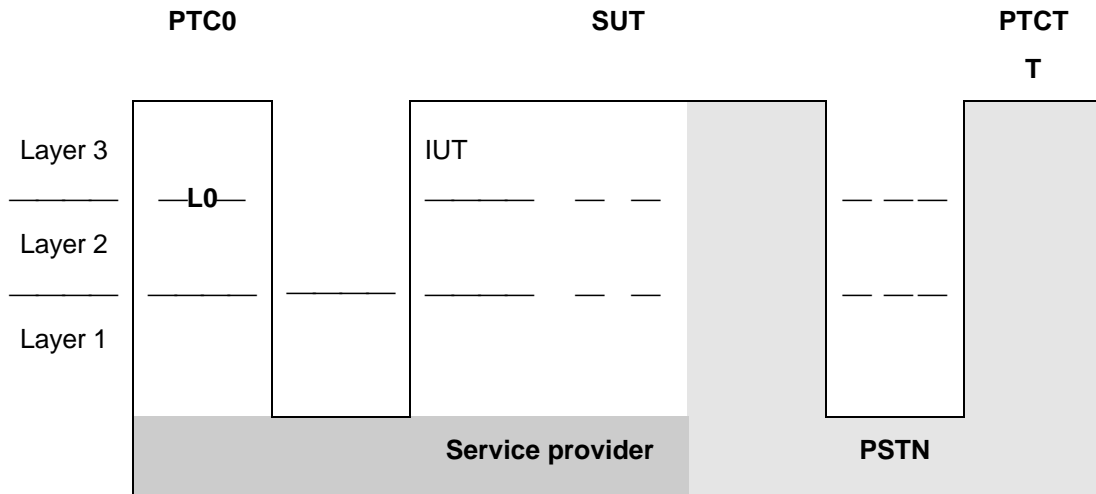 PTC0 SUT PTCT
T
Layer 3 IUT
L0
Layer 2
Layer 1
Service provider PSTN